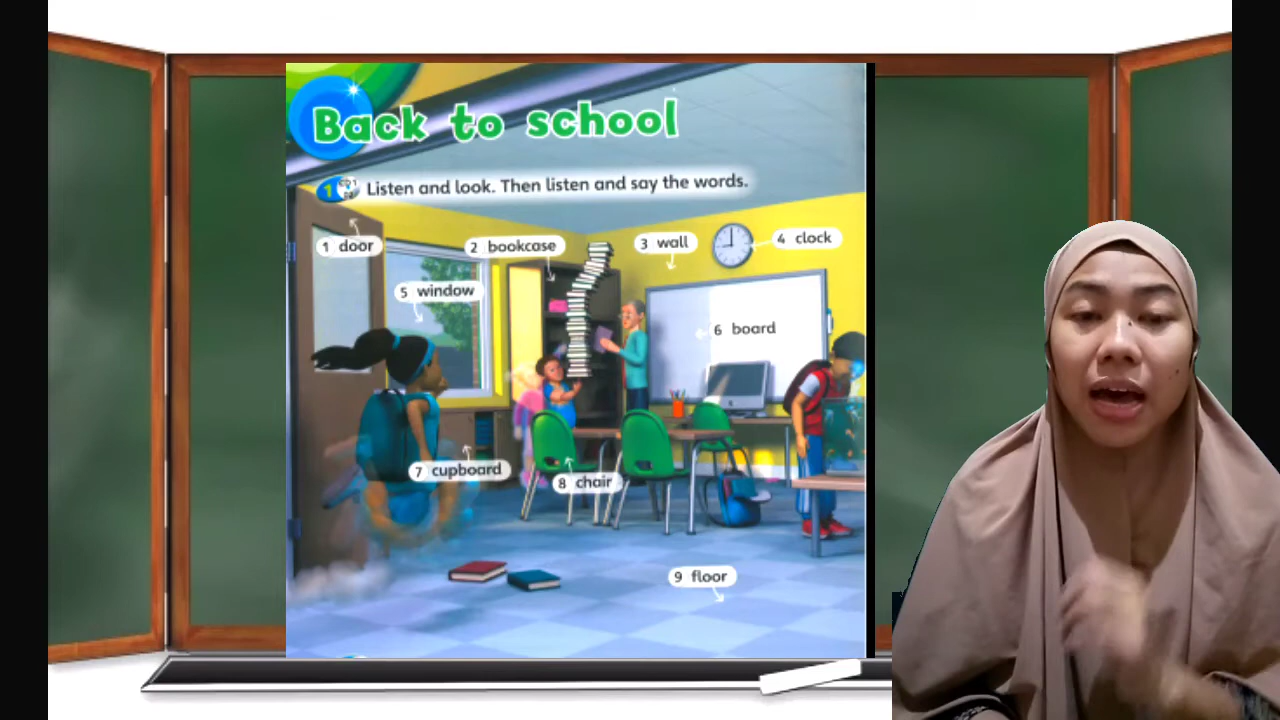 Back to school
1 Listen and look. Then listen and say the words.
1 door
2 bookcase
3 wall
4 clock
5 window
6 board
7 cupboard
8 chair
9 floor